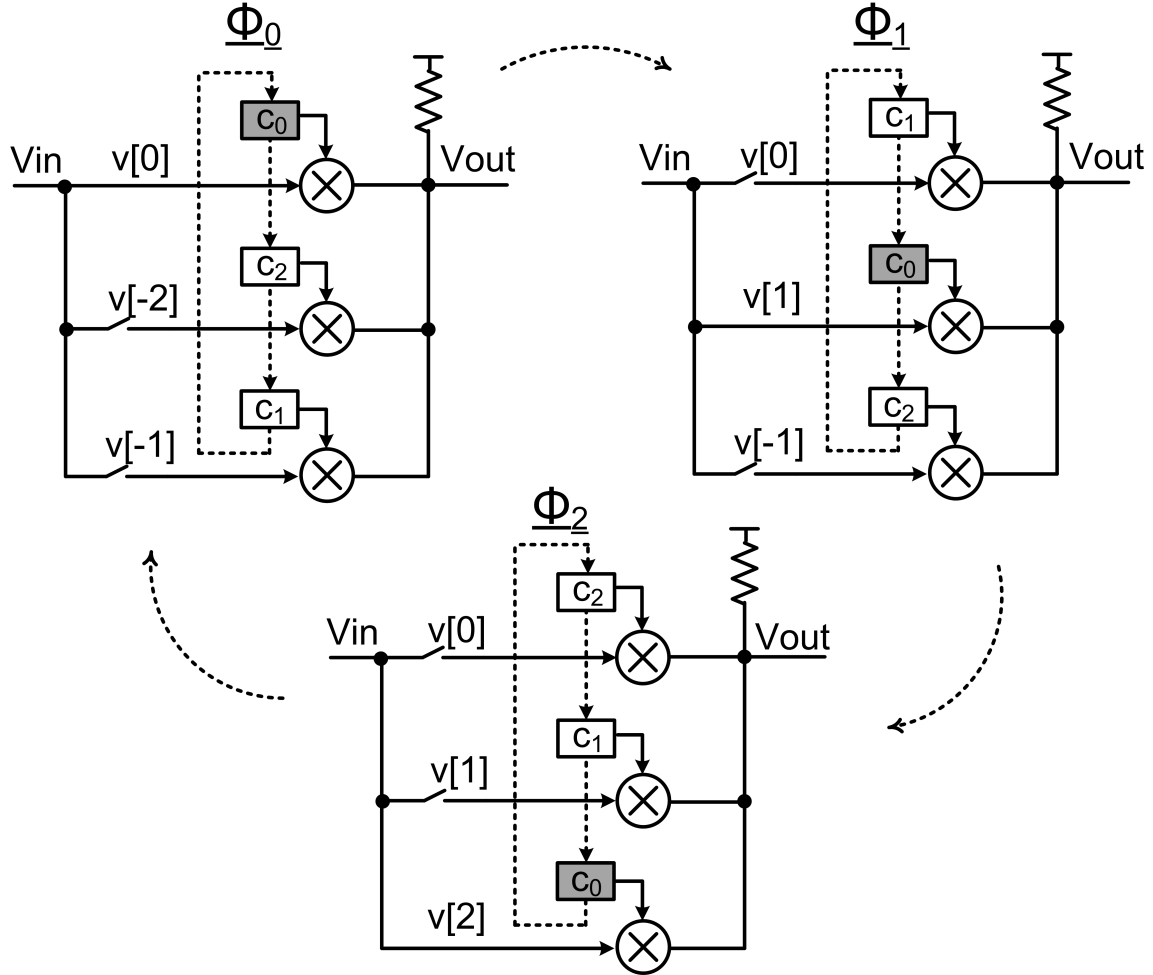 Φ0
c0
Vin
v[0]
Vout
c2
v[-2]
c1
v[-1]
Φ1
c1
Vin
v[0]
Vout
c0
v[1]
c2
v[-1]
Φ2
c2
Vin
v[0]
Vout
c1
v[1]
c0
v[2]